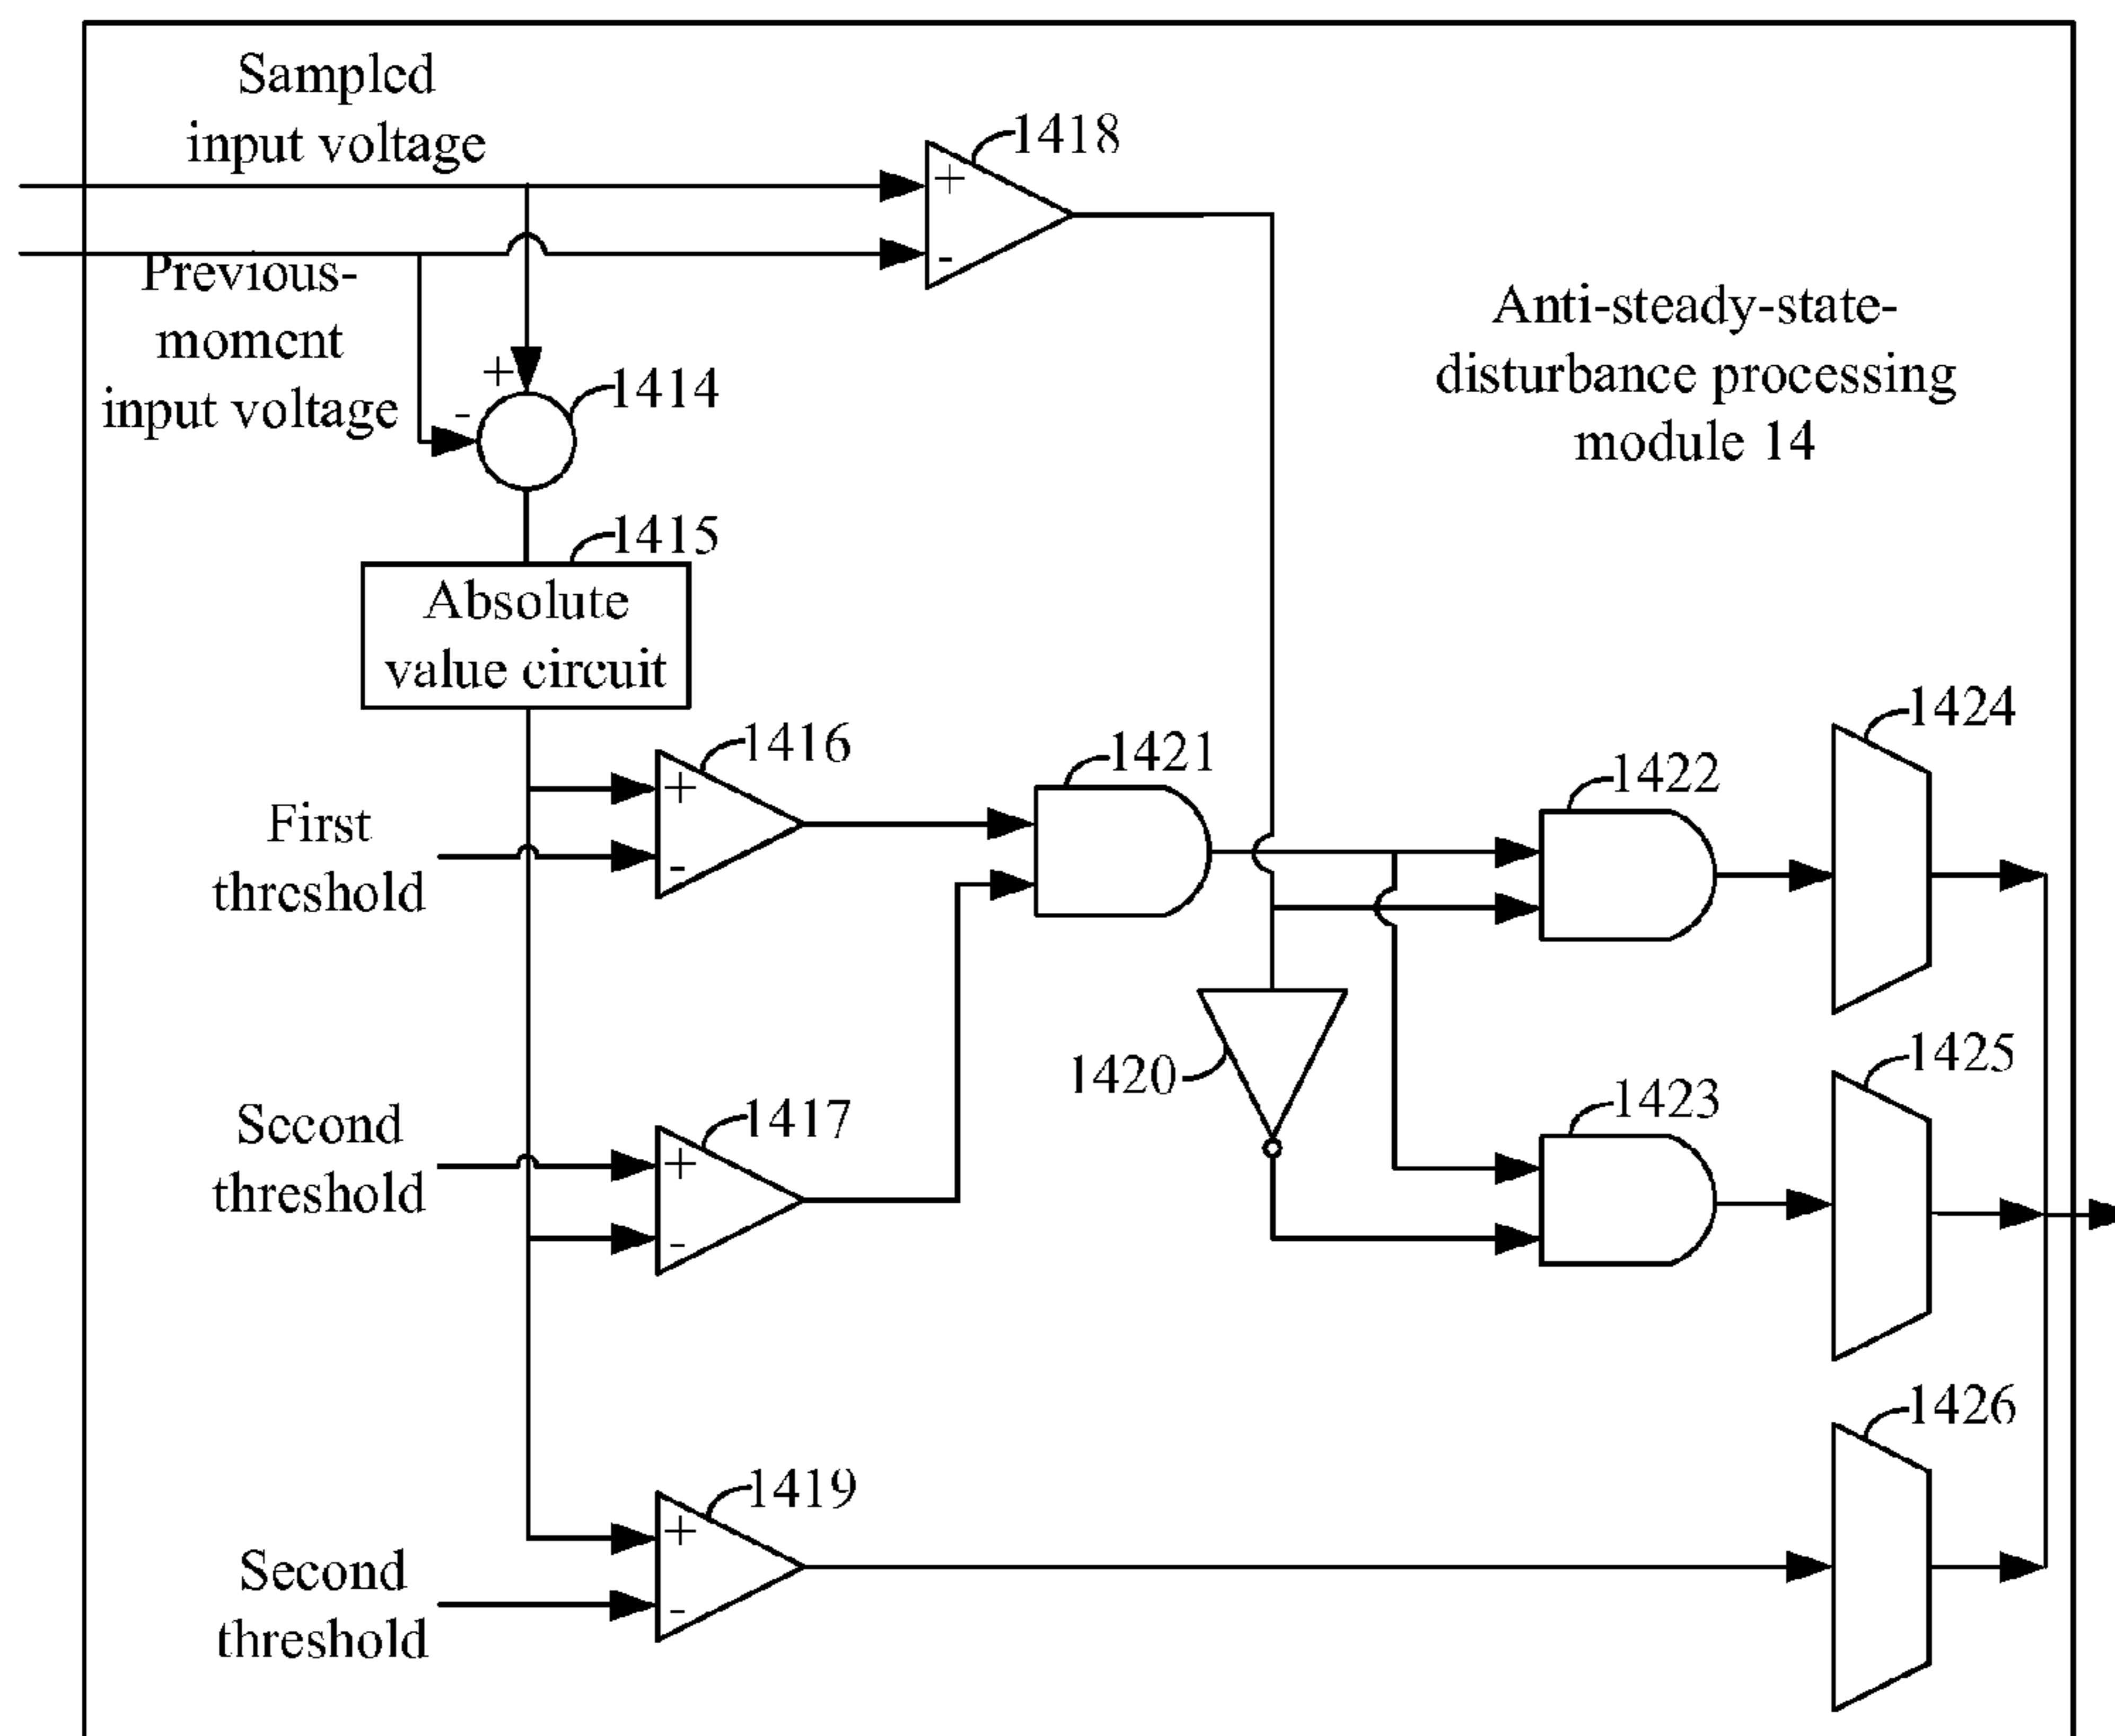 Sampled
input voltage
1418
+
-
Previous-
moment
input voltage
Anti-steady-state-
disturbance processing
module 14
+
-
1414
1415
Absolute
value circuit
1416
+
-
First
threshold
1421
1422
1424
1420
1425
1423
Second
threshold
1417
+
-
1426
1419
+
-
Second
threshold